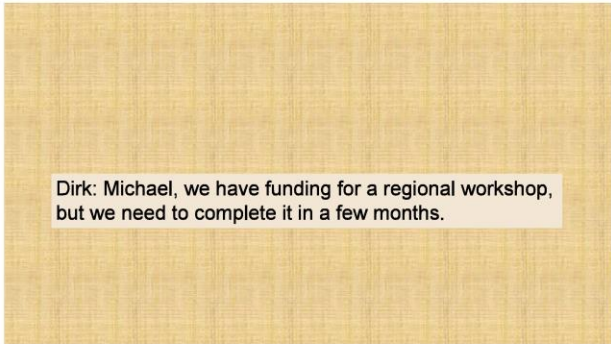 Dirk: Michael, we have funding for a regional workshop,
but we need to complete it in a few months.